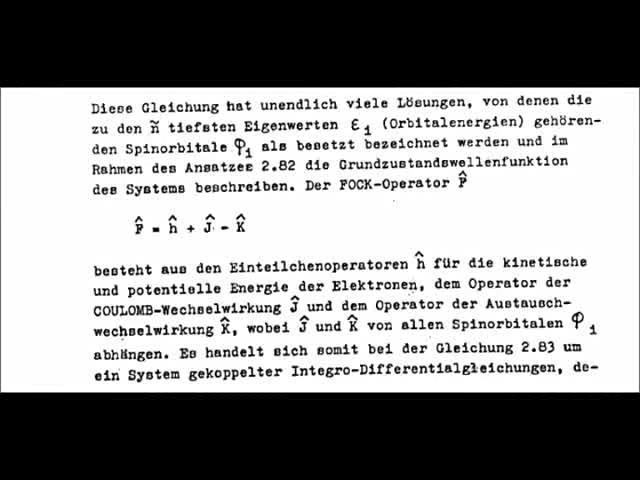 Diese Gleichung hat unendlich viele Lösungen, von denen die
zu den ñ tiefsten Eigenwerten ε₁ (Orbitalenergien) gehören-
den Spinorbitale φ₁ als besetzt bezeichnet werden und im
Rahmen des Ansatzes 2.82 die Grundzustandswellenfunktion
des Systems beschreiben. Der FOCK-Operator F̂
F̂ = ĥ + Ĵ - K̂
besteht aus den Einteilchenoperatoren ĥ für die kinetische
und potentielle Energie der Elektronen, dem Operator der
COULOMB-Wechselwirkung Ĵ und dem Operator der Austausch-
wechselwirkung K̂, wobei Ĵ und K̂ von allen Spinorbitalen φ₁
abhängen. Es handelt sich somit bei der Gleichung 2.83 um
ein System gekoppelter Integro-Differentialgleichungen, de-